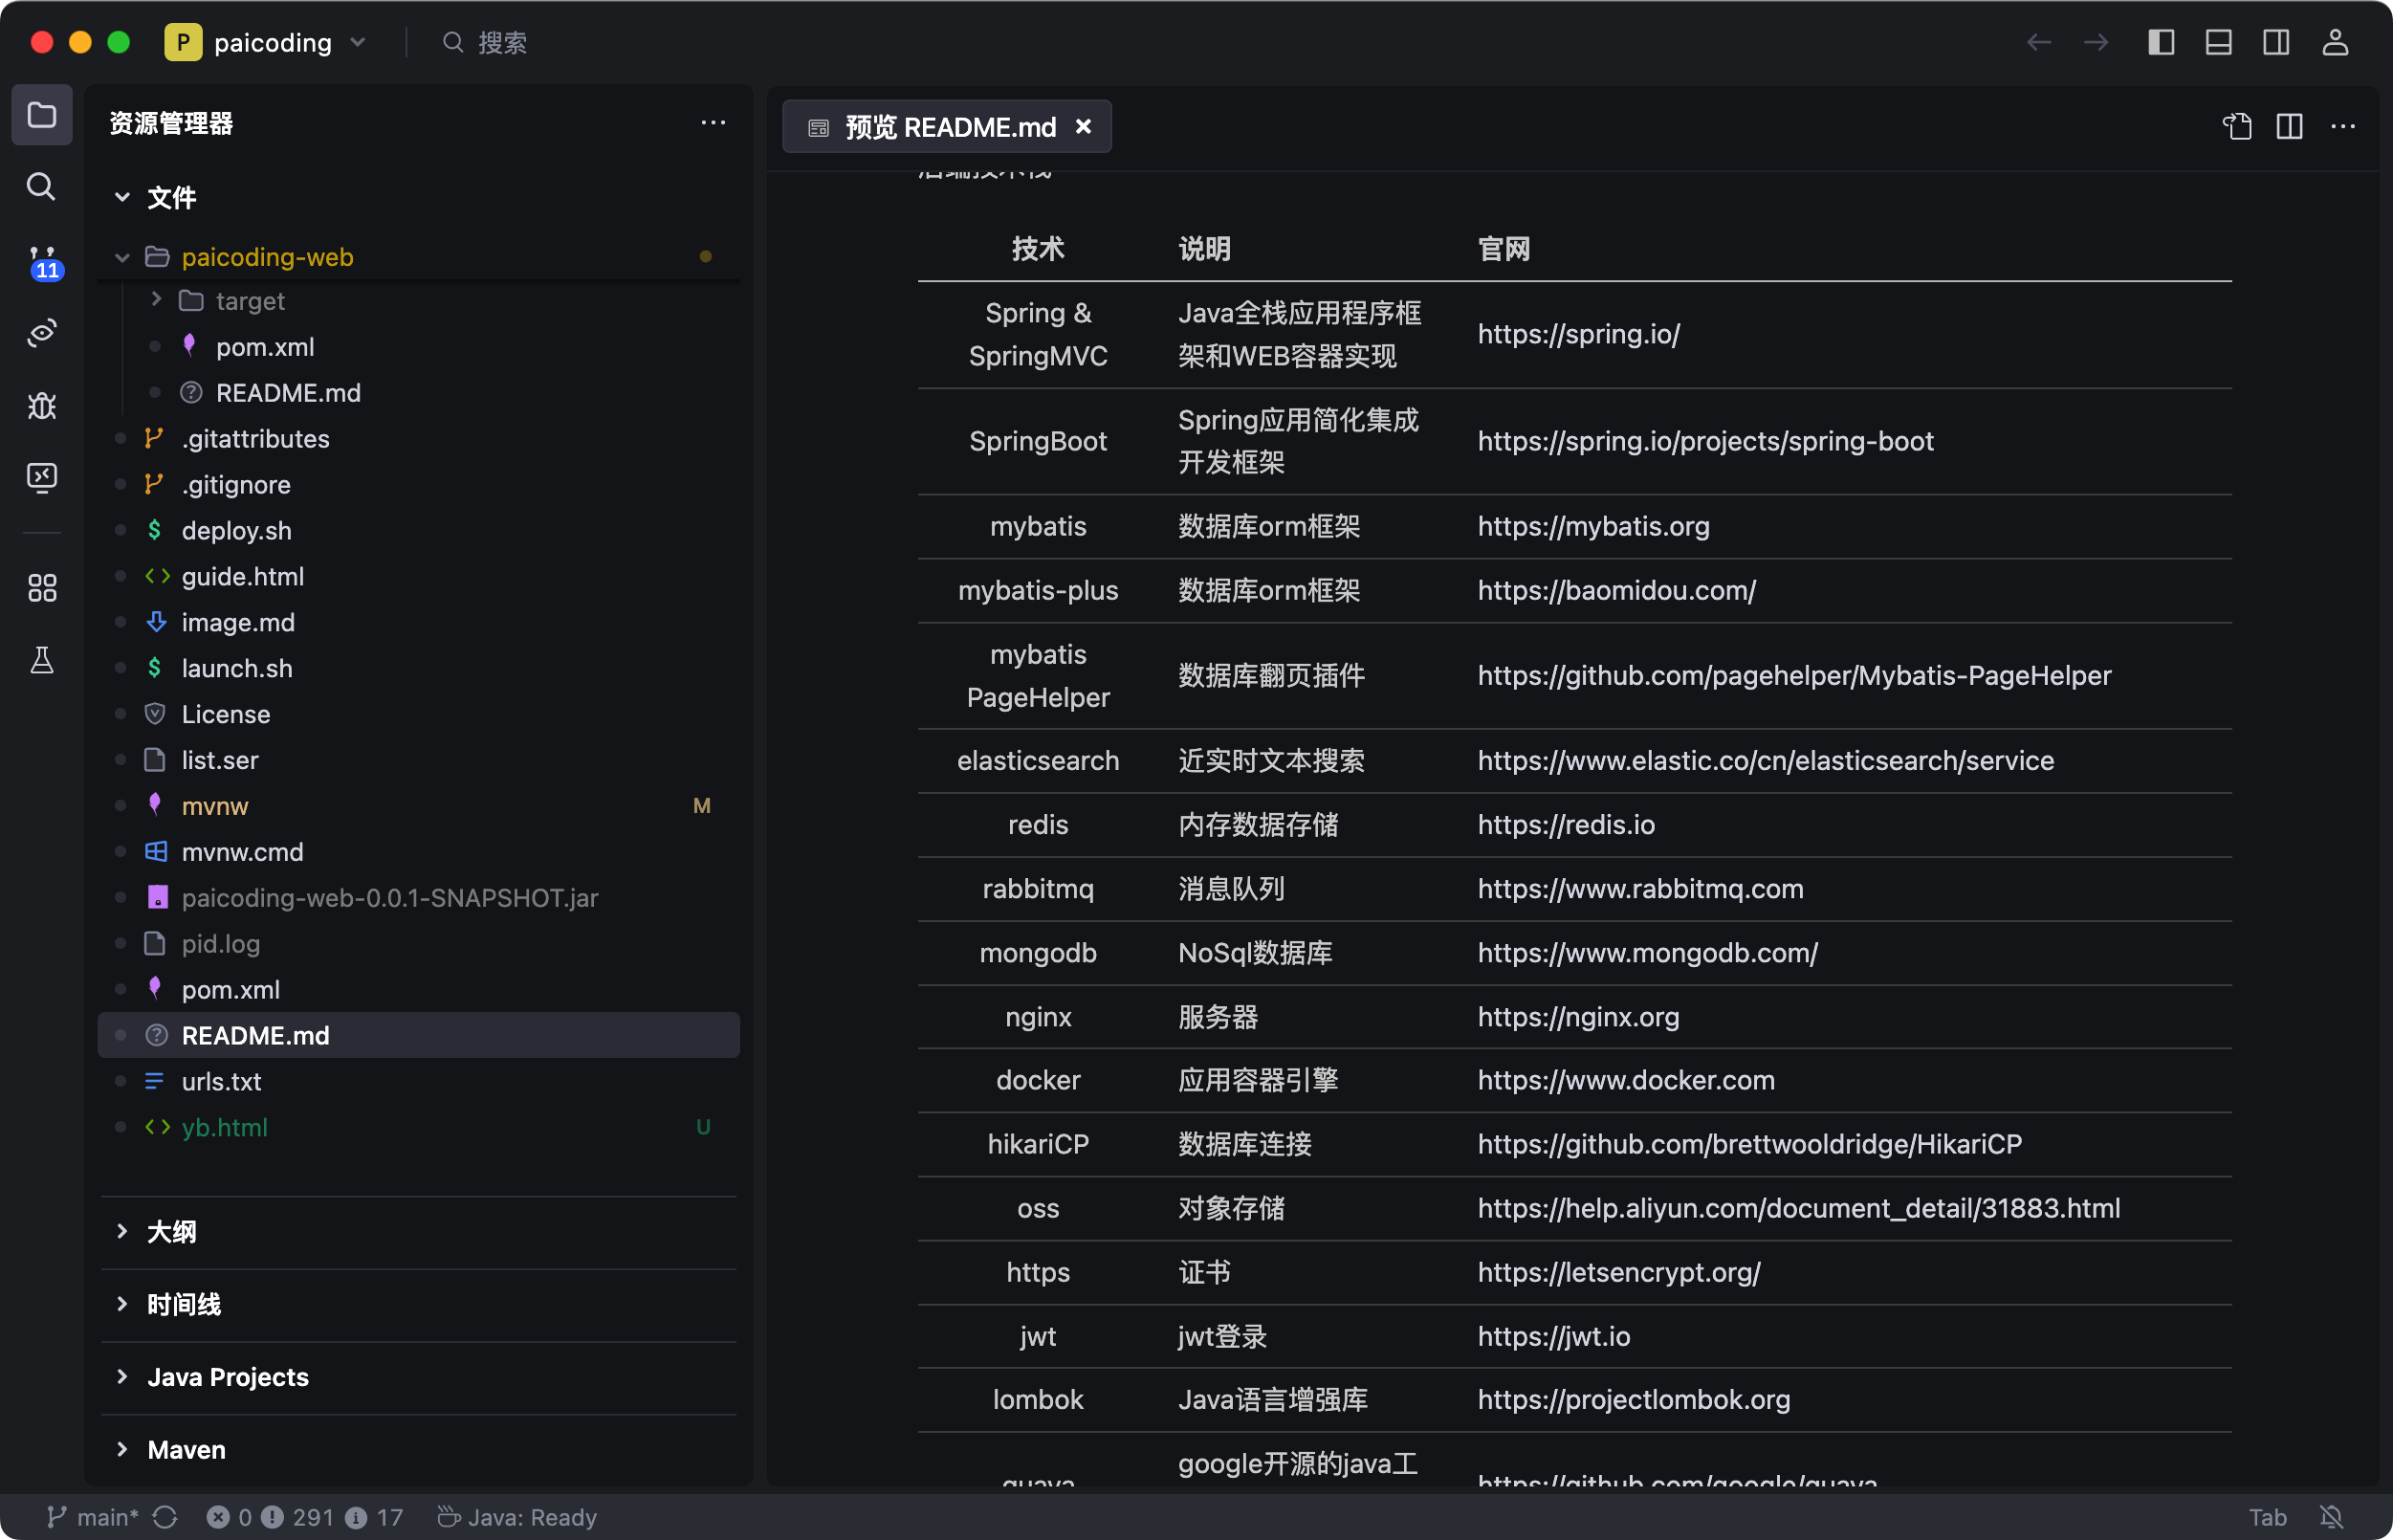 P paicoding 搜索
资源管理器
预览 README.md
文件
11
paicoding-web
target
pom.xml
README.md
.gitattributes
.gitignore
deploy.sh
guide.html
image.md
launch.sh
License
list.ser
mvnw M
mvnw.cmd
paicoding-web-0.0.1-SNAPSHOT.jar
pid.log
pom.xml
README.md
urls.txt
yb.html U
大纲
时间线
Java Projects
Maven
后端技术栈
技术 说明 官网
Spring & SpringMVC Java全栈应用程序框架和WEB容器实现 https://spring.io/
SpringBoot Spring应用简化集成开发框架 https://spring.io/projects/spring-boot
mybatis 数据库orm框架 https://mybatis.org
mybatis-plus 数据库orm框架 https://baomidou.com/
mybatis PageHelper 数据库翻页插件 https://github.com/pagehelper/Mybatis-PageHelper
elasticsearch 近实时文本搜索 https://www.elastic.co/cn/elasticsearch/service
redis 内存数据存储 https://redis.io
rabbitmq 消息队列 https://www.rabbitmq.com
mongodb NoSql数据库 https://www.mongodb.com/
nginx 服务器 https://nginx.org
docker 应用容器引擎 https://www.docker.com
hikariCP 数据库连接 https://github.com/brettwooldridge/HikariCP
oss 对象存储 https://help.aliyun.com/document_detail/31883.html
https 证书 https://letsencrypt.org/
jwt jwt登录 https://jwt.io
lombok Java语言增强库 https://projectlombok.org
guava google开源的java工 https://github.com/google/guava
main* 0 291 17 Java: Ready Tab